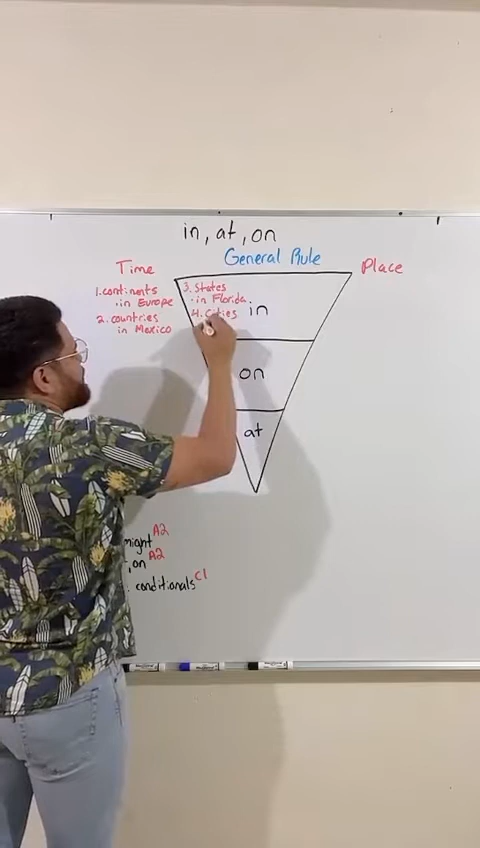 in, at, on
General Rule
Time
Place
1. continents
· in Europe
2. countries
in Mexico
3. States
· in Florida
4. Cities
in
on
at
might A2
, on A2
conditionals C1